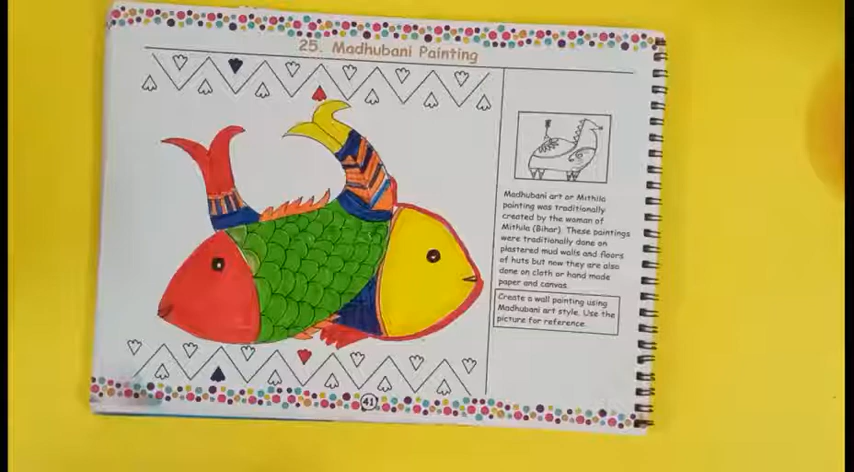 25. Madhubani Painting
Madhubani art or Mithila
painting was traditionally
created by the woman of
Mithila (Bihar). These paintings
were traditionally done on
plastered mud walls and floors
of huts but now they are also
done on cloth or hand made
paper and canvas.
Create a wall painting using
Madhubani art style. Use the
picture for reference.
41